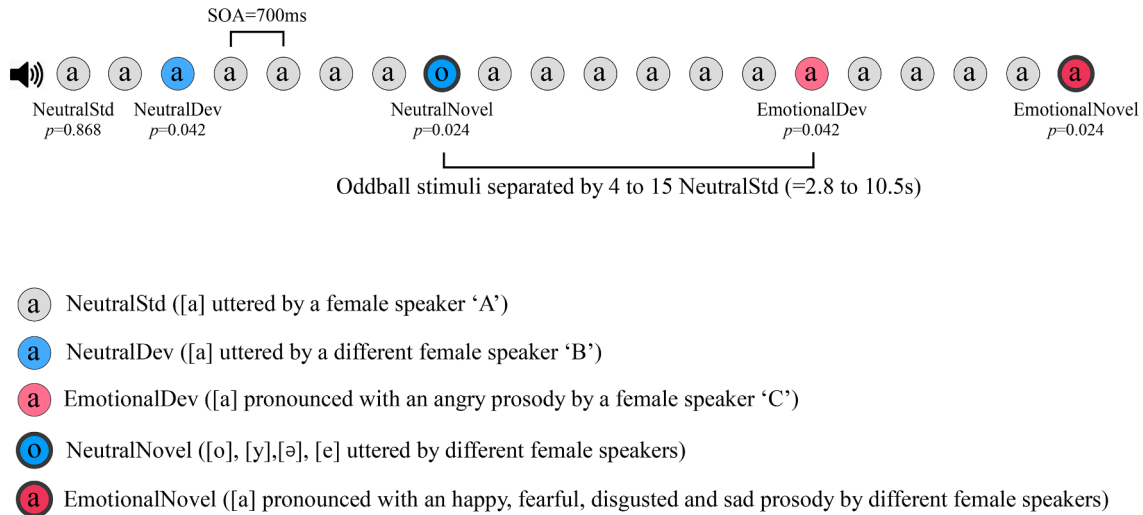 SOA=700ms
a a a a a a a o a a a a a a a a a a a a
NeutralStd NeutralDev NeutralNovel EmotionalDev EmotionalNovel
p=0.868 p=0.042 p=0.024 p=0.042 p=0.024
Oddball stimuli separated by 4 to 15 NeutralStd (=2.8 to 10.5s)
a NeutralStd ([a] uttered by a female speaker ‘A’)
a NeutralDev ([a] uttered by a different female speaker ‘B’)
a EmotionalDev ([a] pronounced with an angry prosody by a female speaker ‘C’)
o NeutralNovel ([o], [y],[ə], [e] uttered by different female speakers)
a EmotionalNovel ([a] pronounced with an happy, fearful, disgusted and sad prosody by different female speakers)